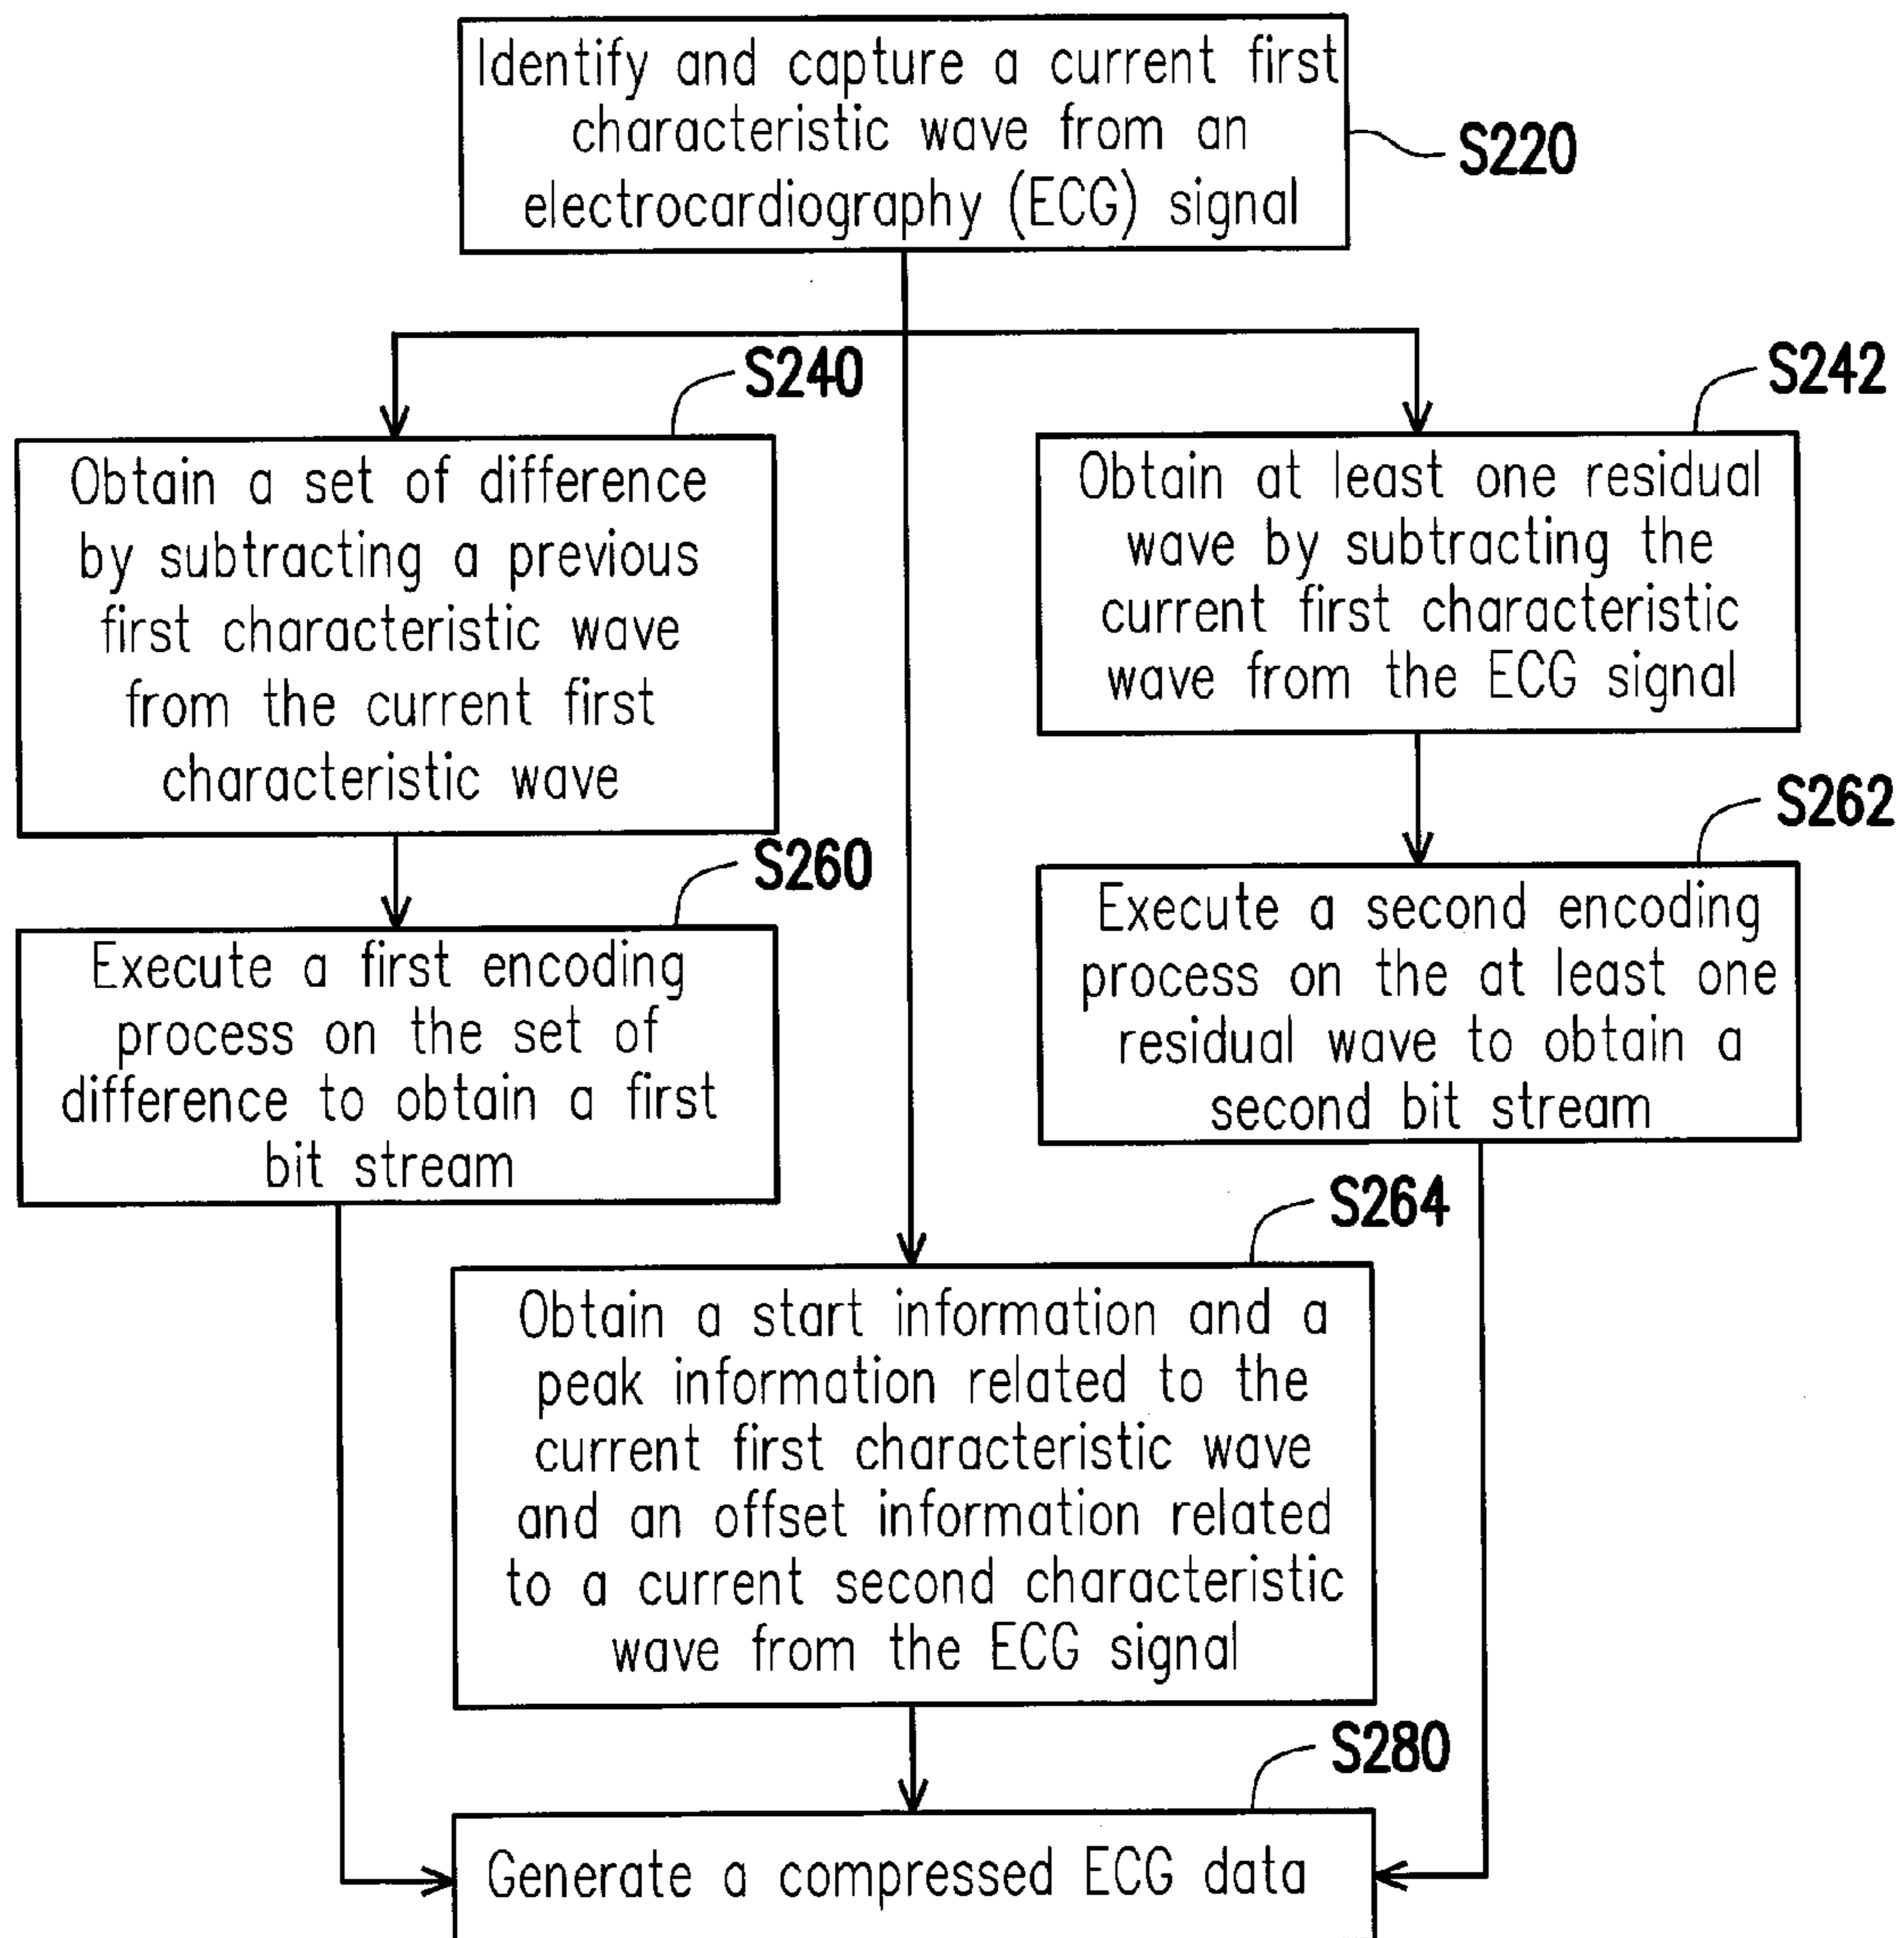 Identify and capture a current first
characteristic wave from an
electrocardiography (ECG) signal
S220
S240
Obtain a set of difference
by subtracting a previous
first characteristic wave
from the current first
characteristic wave
S242
Obtain at least one residual
wave by subtracting the
current first characteristic
wave from the ECG signal
S260
Execute a first encoding
process on the set of
difference to obtain a first
bit stream
S262
Execute a second encoding
process on the at least one
residual wave to obtain a
second bit stream
S264
Obtain a start information and a
peak information related to the
current first characteristic wave
and an offset information related
to a current second characteristic
wave from the ECG signal
S280
Generate a compressed ECG data